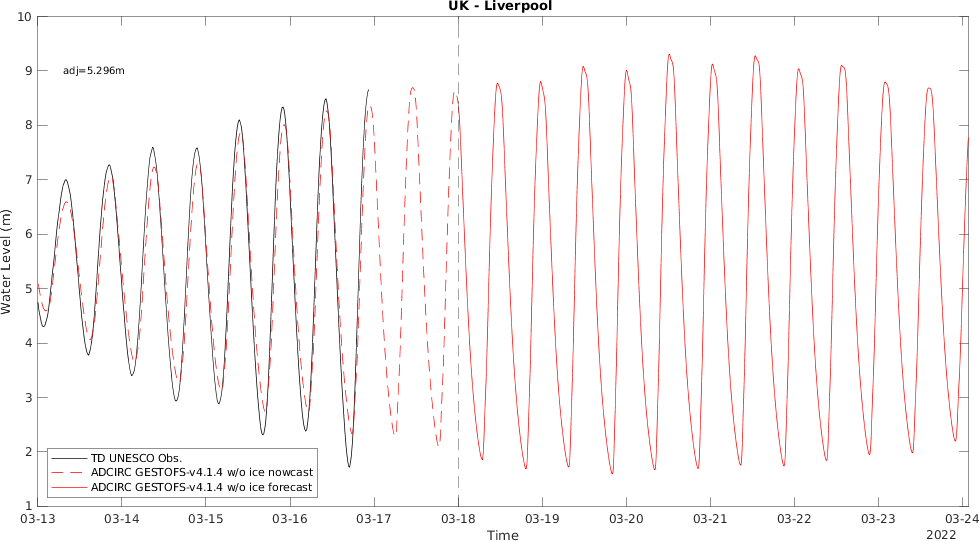 UK - Liverpool
10
9
8
7
6
5
4
3
2
1
Water Level (m)
adj=5.296m
TD UNESCO Obs.
ADCIRC GESTOFS-v4.1.4 w/o ice nowcast
ADCIRC GESTOFS-v4.1.4 w/o ice forecast
03-13 03-14 03-15 03-16 03-17 03-18 03-19 03-20 03-21 03-22 03-23 03-24
Time
2022